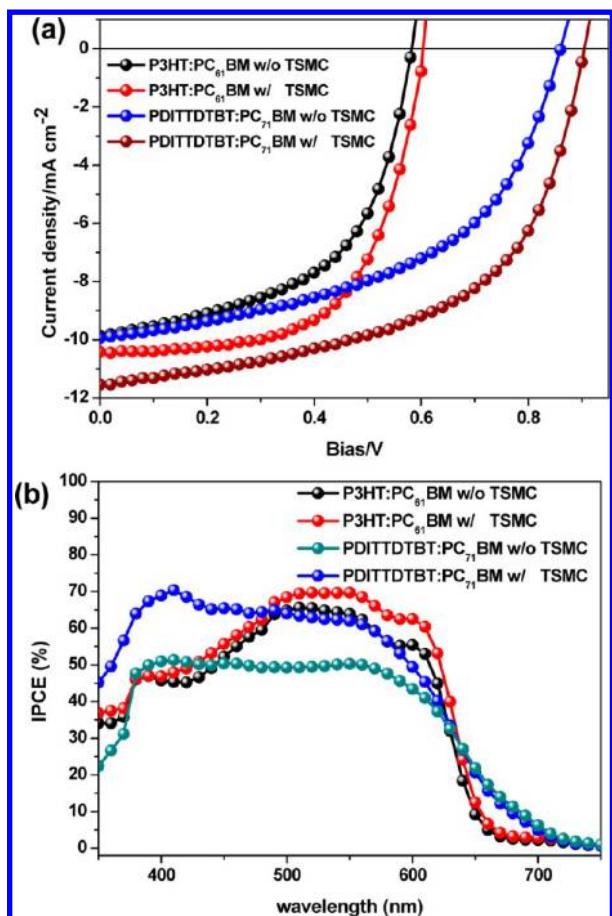 (a)
P3HT:PC61BM w/o TSMC
P3HT:PC61BM w/ TSMC
PDITTDTBT:PC71BM w/o TSMC
PDITTDTBT:PC71BM w/ TSMC
Current density/mA cm-2
0
-2
-4
-6
-8
-10
-12
0.0 0.2 0.4 0.6 0.8
Bias/V
(b)
P3HT:PC61BM w/o TSMC
P3HT:PC61BM w/ TSMC
PDITTDTBT:PC71BM w/o TSMC
PDITTDTBT:PC71BM w/ TSMC
IPCE (%)
100
90
80
70
60
50
40
30
20
10
0
400 500 600 700
wavelength (nm)